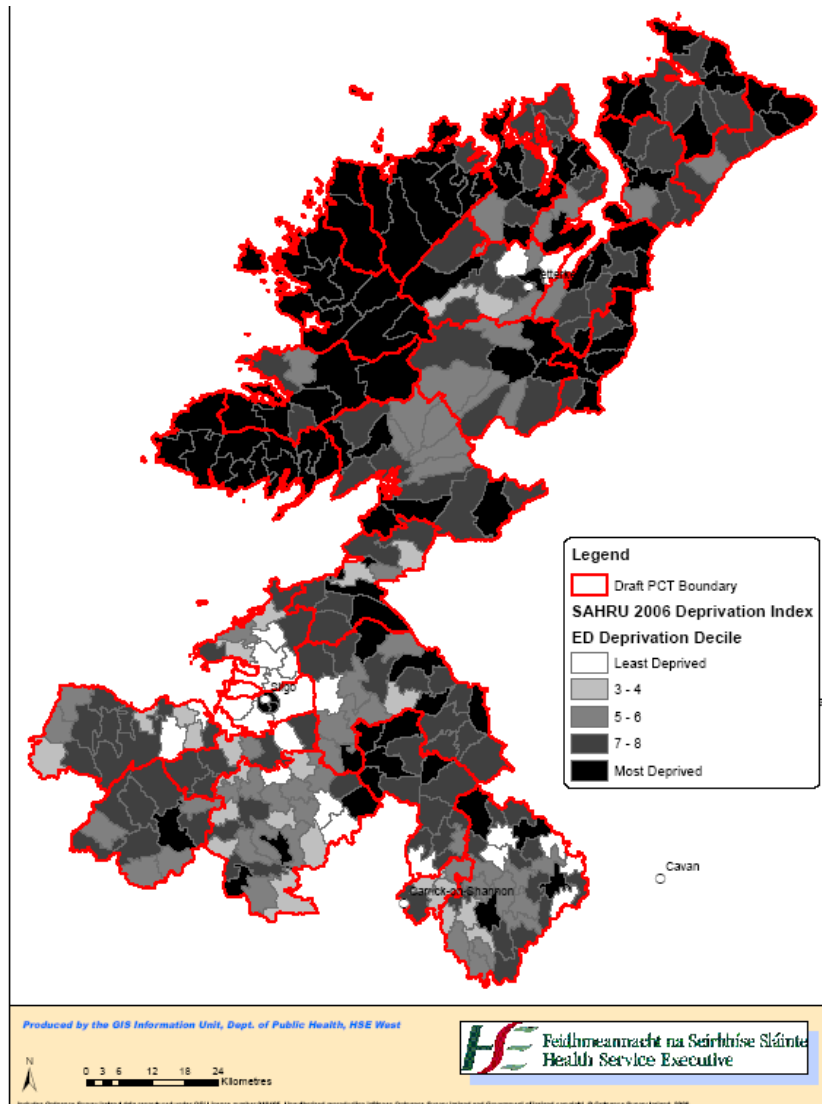 Legend
Draft PCT Boundary
SAHRU 2006 Deprivation Index
ED Deprivation Decile
Least Deprived
3 - 4
5 - 6
7 - 8
Most Deprived
Sligo
Cavan
Carrick-on-Shannon
Produced by the GIS Information Unit, Dept. of Public Health, HSE West
N
0 3 6 12 18 24
Kilometres
Feidhmeannacht na Seirbhíse Sláinte
Health Service Executive